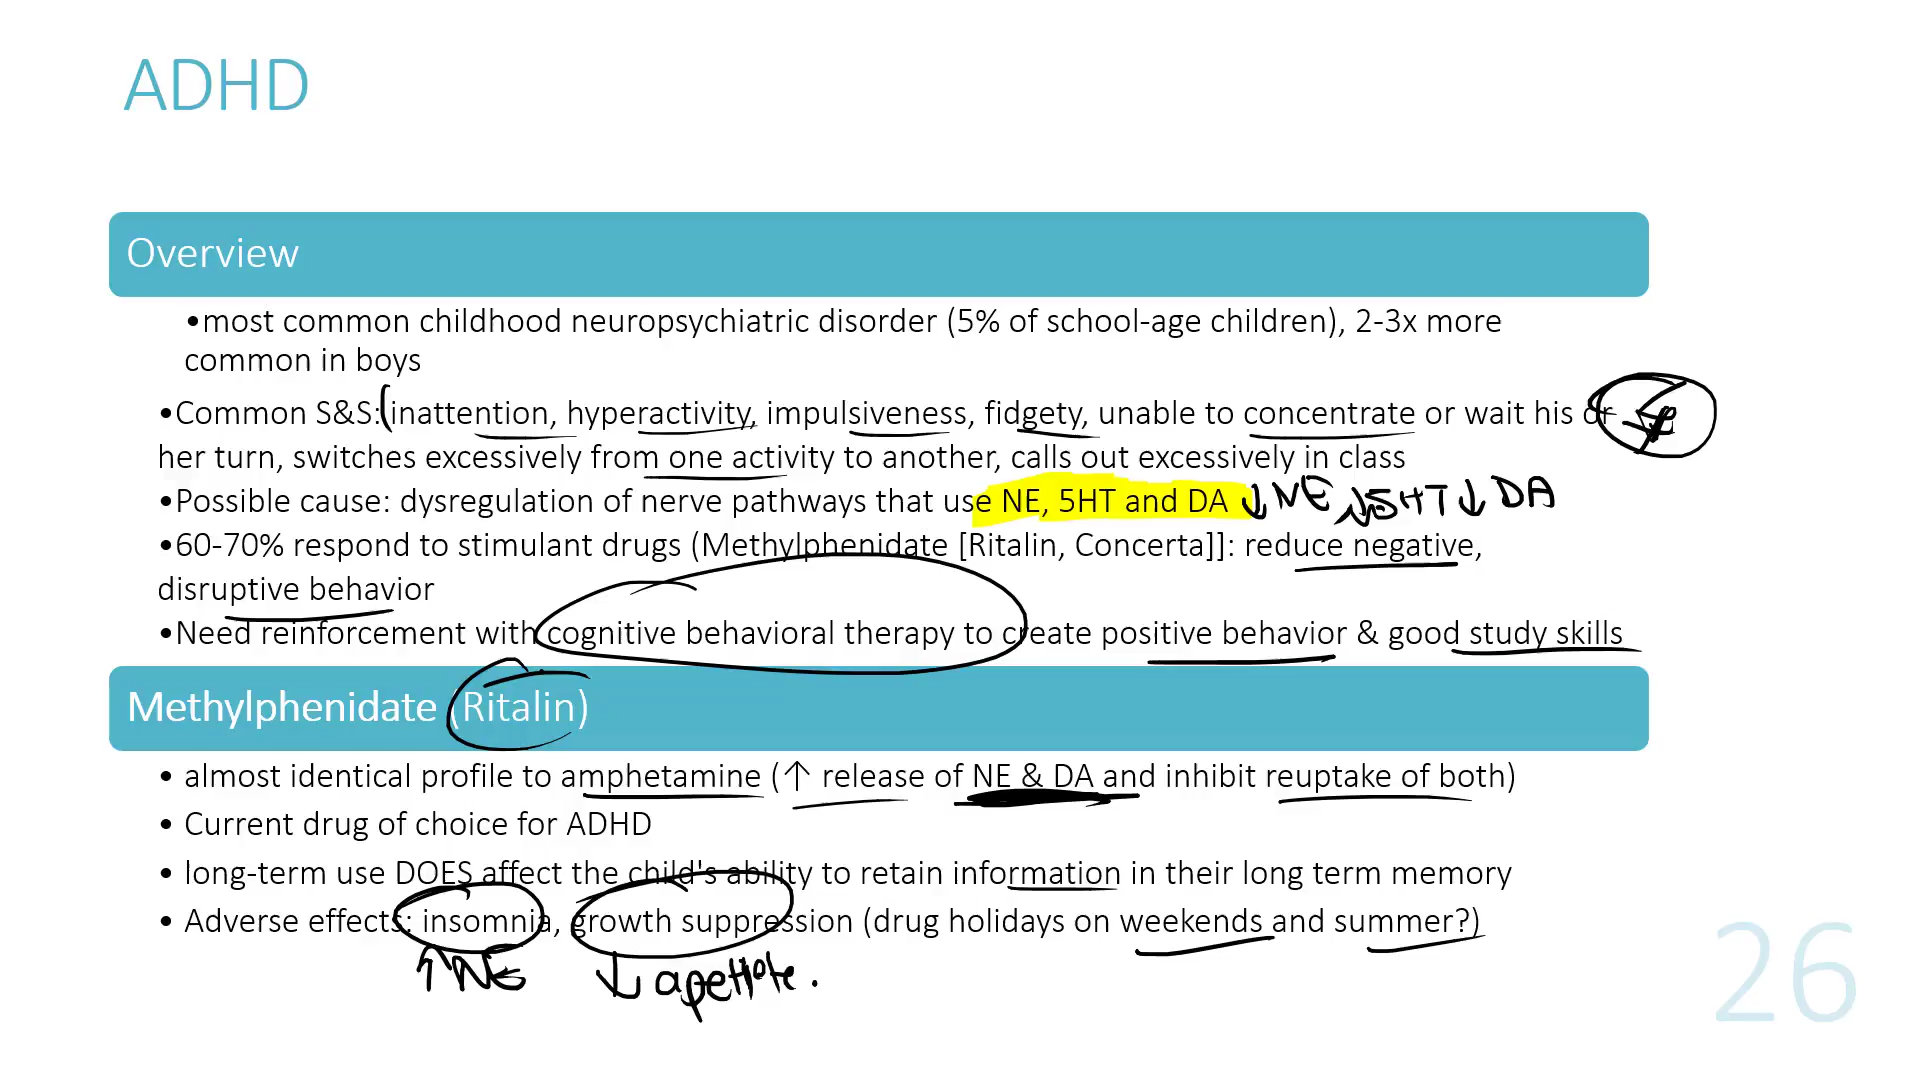 ADHD
Overview
•most common childhood neuropsychiatric disorder (5% of school-age children), 2-3x more
common in boys
•Common S&S: (inattention, hyperactivity, impulsiveness, fidgety, unable to concentrate or wait his or
her turn, switches excessively from one activity to another, calls out excessively in class
•Possible cause: dysregulation of nerve pathways that use NE, 5HT and DA ↓NE ↓5HT ↓DA
•60-70% respond to stimulant drugs (Methylphenidate [Ritalin, Concerta]]: reduce negative,
disruptive behavior
•Need reinforcement with cognitive behavioral therapy to create positive behavior & good study skills
Methylphenidate (Ritalin)
• almost identical profile to amphetamine (↑ release of NE & DA and inhibit reuptake of both)
• Current drug of choice for ADHD
• long-term use DOES affect the child's ability to retain information in their long term memory
• Adverse effects: insomnia, growth suppression (drug holidays on weekends and summer?)
↑NE ↓ apetite.
26